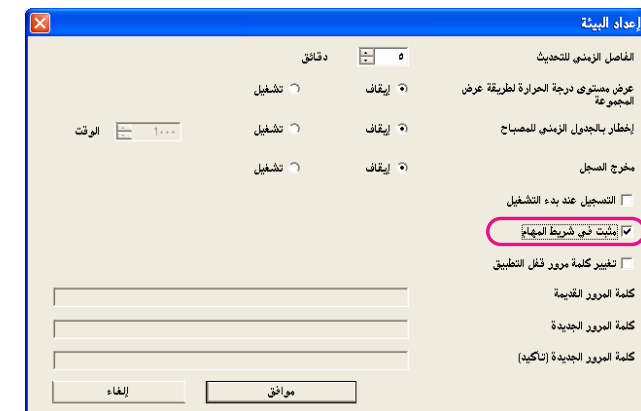 إعداد البيئة
الفاصل الزمني للتحديث ٥ دقائق
عرض مستوى درجة الحرارة لطريقة عرض المجموعة إيقاف تشغيل
إخطار بالجدول الزمني للمصباح إيقاف تشغيل ١٠٠٠ الوقت
مخرج السجل إيقاف تشغيل
التسجيل عند بدء التشغيل
مثبت في شريط المهام
تغيير كلمة مرور قفل التطبيق
كلمة المرور القديمة
كلمة المرور الجديدة
كلمة المرور الجديدة (تأكيد)
موافق إلغاء